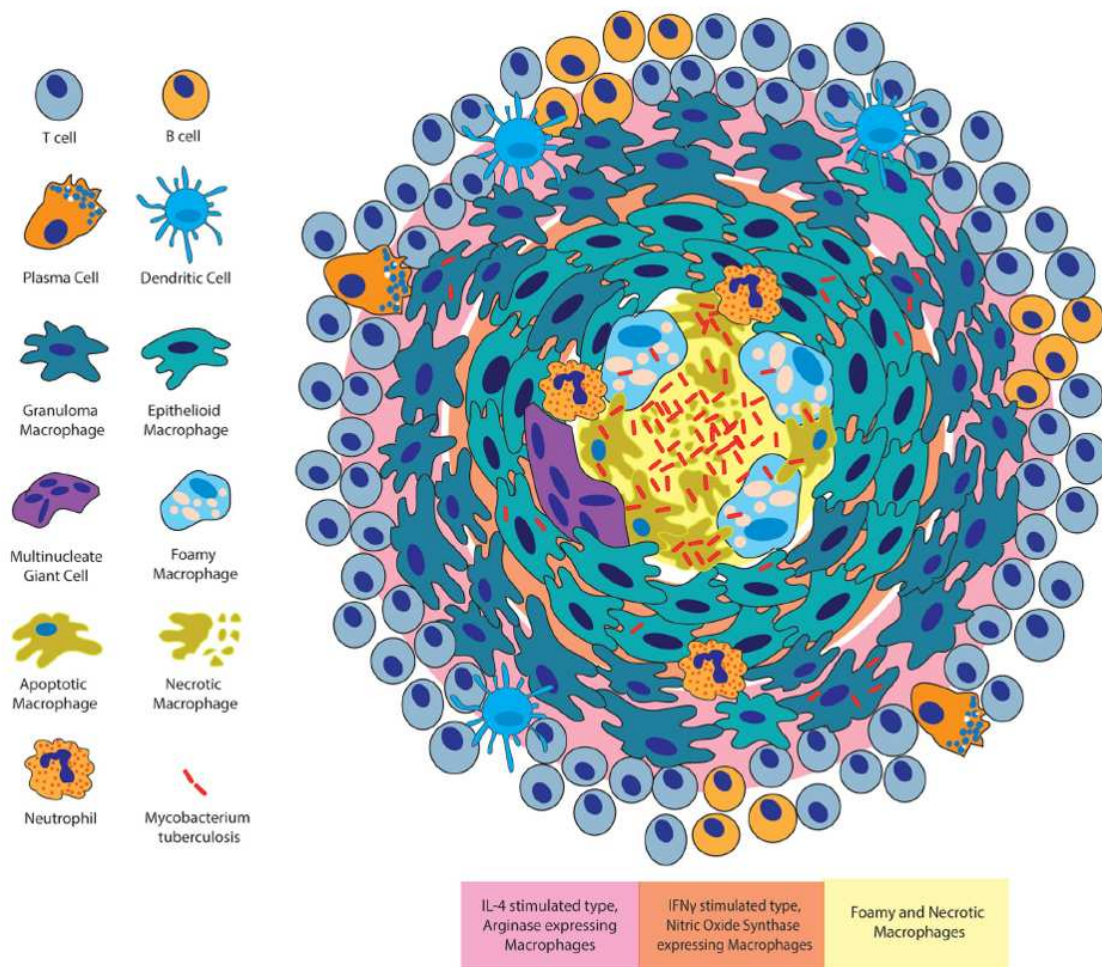 T cell
B cell
Plasma Cell
Dendritic Cell
Granuloma
Macrophage
Epithelioid
Macrophage
Multinucleate
Giant Cell
Foamy
Macrophage
Apoptotic
Macrophage
Necrotic
Macrophage
Neutrophil
Mycobacterium
tuberculosis
IL-4 stimulated type,
Arginase expressing
Macrophages
IFNγ stimulated type,
Nitric Oxide Synthase
expressing Macrophages
Foamy and Necrotic
Macrophages